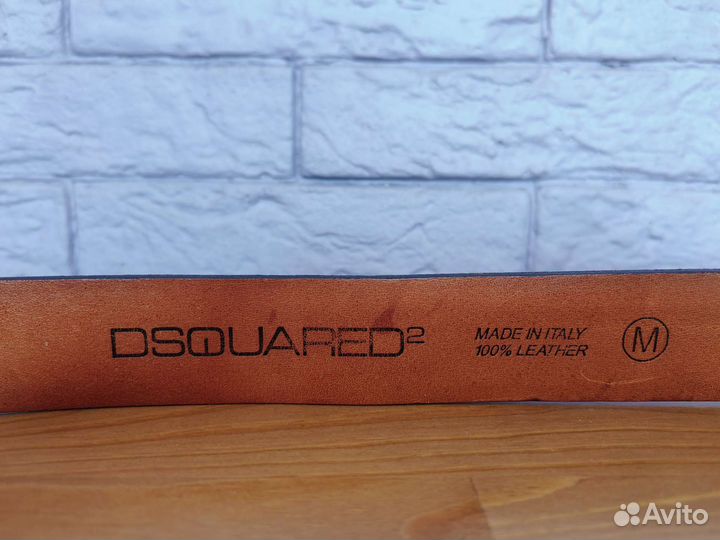 DSQUARED²
MADE IN ITALY
100% LEATHER
M
Avito